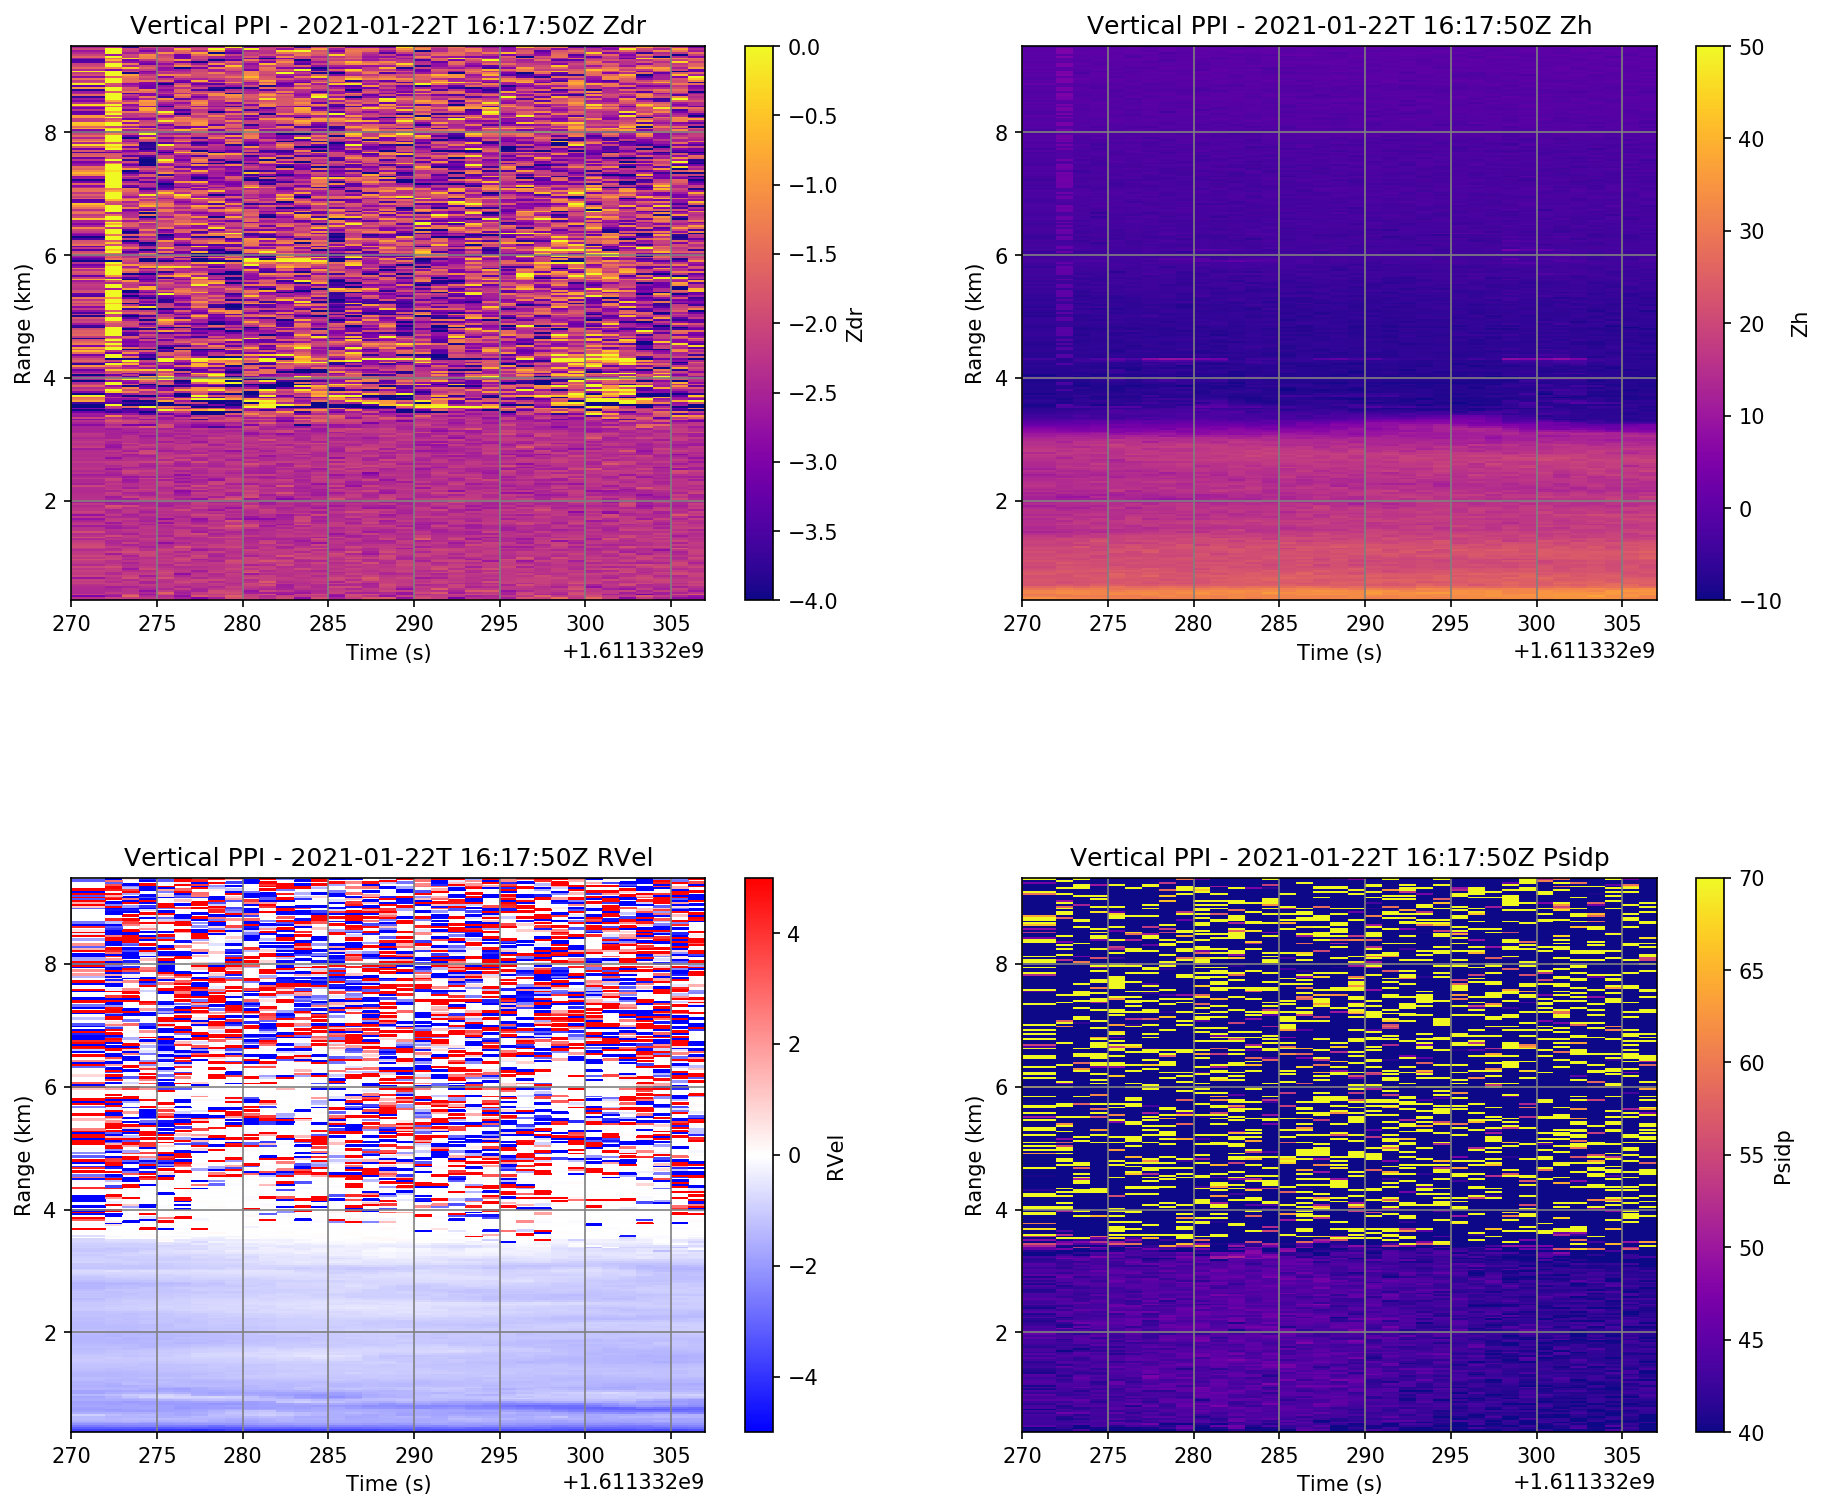 Vertical PPI - 2021-01-22T 16:17:50Z Zdr
8
6
4
2
Range (km)
270 275 280 285 290 295 300 305
Time (s)
+1.611332e9
0.0
−0.5
−1.0
−1.5
−2.0
−2.5
−3.0
−3.5
−4.0
Zdr
Vertical PPI - 2021-01-22T 16:17:50Z Zh
8
6
4
2
Range (km)
270 275 280 285 290 295 300 305
Time (s)
+1.611332e9
50
40
30
20
10
0
−10
Zh
Vertical PPI - 2021-01-22T 16:17:50Z RVel
8
6
4
2
Range (km)
270 275 280 285 290 295 300 305
Time (s)
+1.611332e9
4
2
0
−2
−4
RVel
Vertical PPI - 2021-01-22T 16:17:50Z Psidp
8
6
4
2
Range (km)
270 275 280 285 290 295 300 305
Time (s)
+1.611332e9
70
65
60
55
50
45
40
Psidp